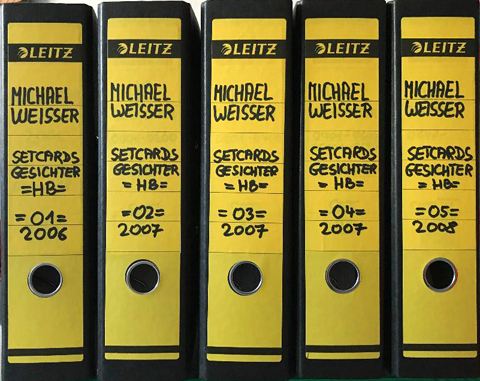 LEITZ
MICHAEL
WEISSER
SETCARDS
GESICHTER
=HB=
=01=
2006
LEITZ
MICHAEL
WEISSER
SETCARDS
GESICHTER
=HB=
=02=
2007
LEITZ
MICHAEL
WEISSER
SETCARDS
GESICHTER
=HB=
=03=
2007
LEITZ
MICHAEL
WEISSER
SETCARDS
GESICHTER
=HB=
=04=
2007
LEITZ
MICHAEL
WEISSER
SETCARDS
GESICHTER
=HB=
=05=
2008